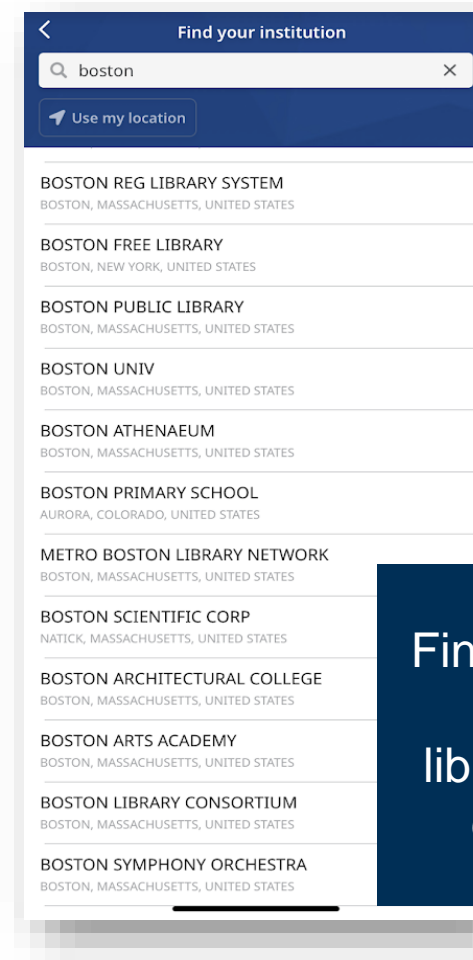 Find your institution
boston
Use my location
BOSTON REG LIBRARY SYSTEM
BOSTON, MASSACHUSETTS, UNITED STATES
BOSTON FREE LIBRARY
BOSTON, NEW YORK, UNITED STATES
BOSTON PUBLIC LIBRARY
BOSTON, MASSACHUSETTS, UNITED STATES
BOSTON UNIV
BOSTON, MASSACHUSETTS, UNITED STATES
BOSTON ATHENAEUM
BOSTON, MASSACHUSETTS, UNITED STATES
BOSTON PRIMARY SCHOOL
AURORA, COLORADO, UNITED STATES
METRO BOSTON LIBRARY NETWORK
BOSTON, MASSACHUSETTS, UNITED STATES
BOSTON SCIENTIFIC CORP
NATICK, MASSACHUSETTS, UNITED STATES
BOSTON ARCHITECTURAL COLLEGE
BOSTON, MASSACHUSETTS, UNITED STATES
BOSTON ARTS ACADEMY
BOSTON, MASSACHUSETTS, UNITED STATES
BOSTON LIBRARY CONSORTIUM
BOSTON, MASSACHUSETTS, UNITED STATES
BOSTON SYMPHONY ORCHESTRA
BOSTON, MASSACHUSETTS, UNITED STATES